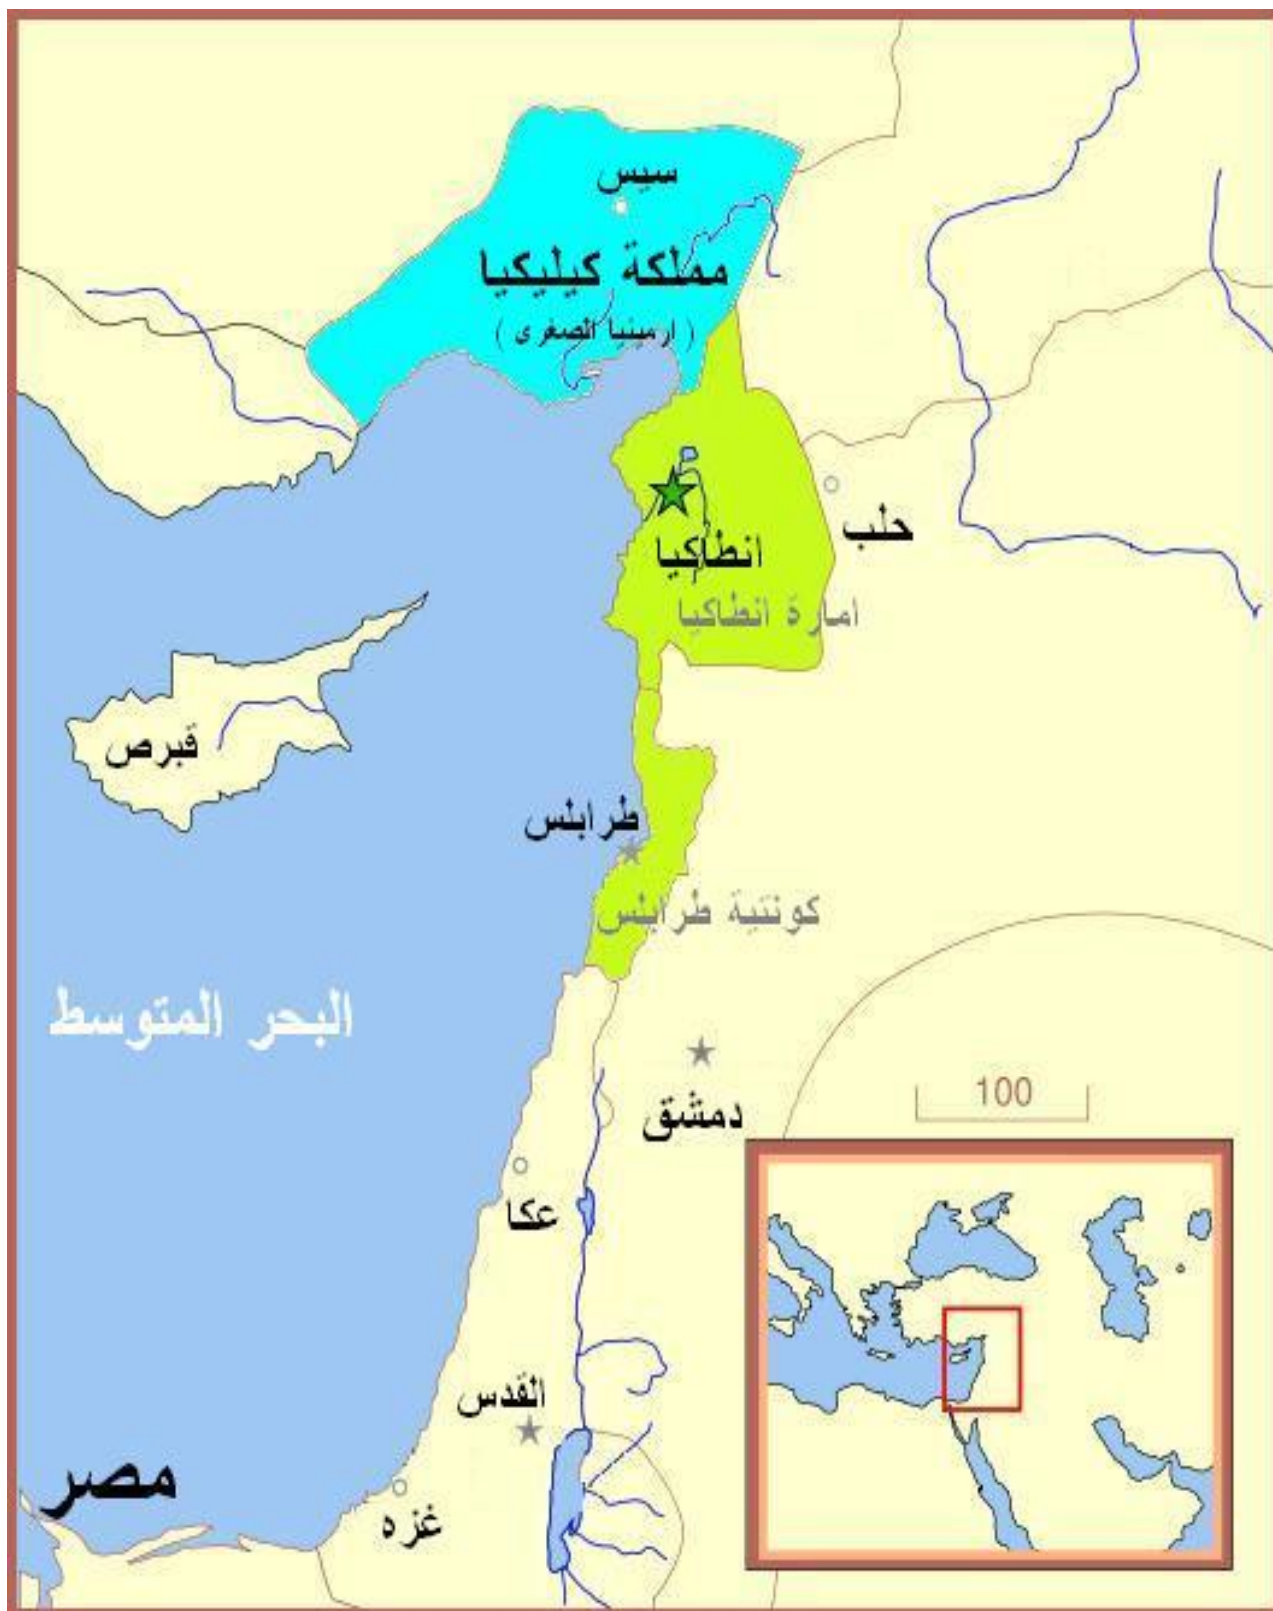 سيس
مملكة كيليكيا
( ارمينيا الصغرى )
حلب
انطاكيا
امارة انطاكيا
قبرص
طرابلس
كونتية طرابلس
البحر المتوسط
دمشق
100
عكا
القدس
مصر
غزه